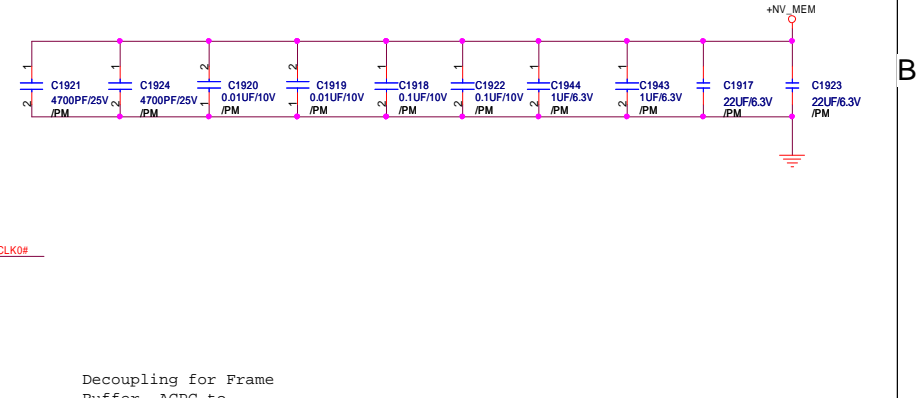 +NV_MEM
B
1 1 2 2 1 1 1 1
C1921 C1924 C1920 C1919 C1918 C1922 C1944 C1943 C1917 C1923
4700PF/25V 4700PF/25V 0.01UF/10V 0.01UF/10V 0.1UF/10V 0.1UF/10V 1UF/6.3V 1UF/6.3V 22UF/6.3V 22UF/6.3V
2 2 1 1 2 2 2 2
/PM /PM /PM /PM /PM /PM /PM /PM /PM /PM
CLK0#
Decoupling for Frame